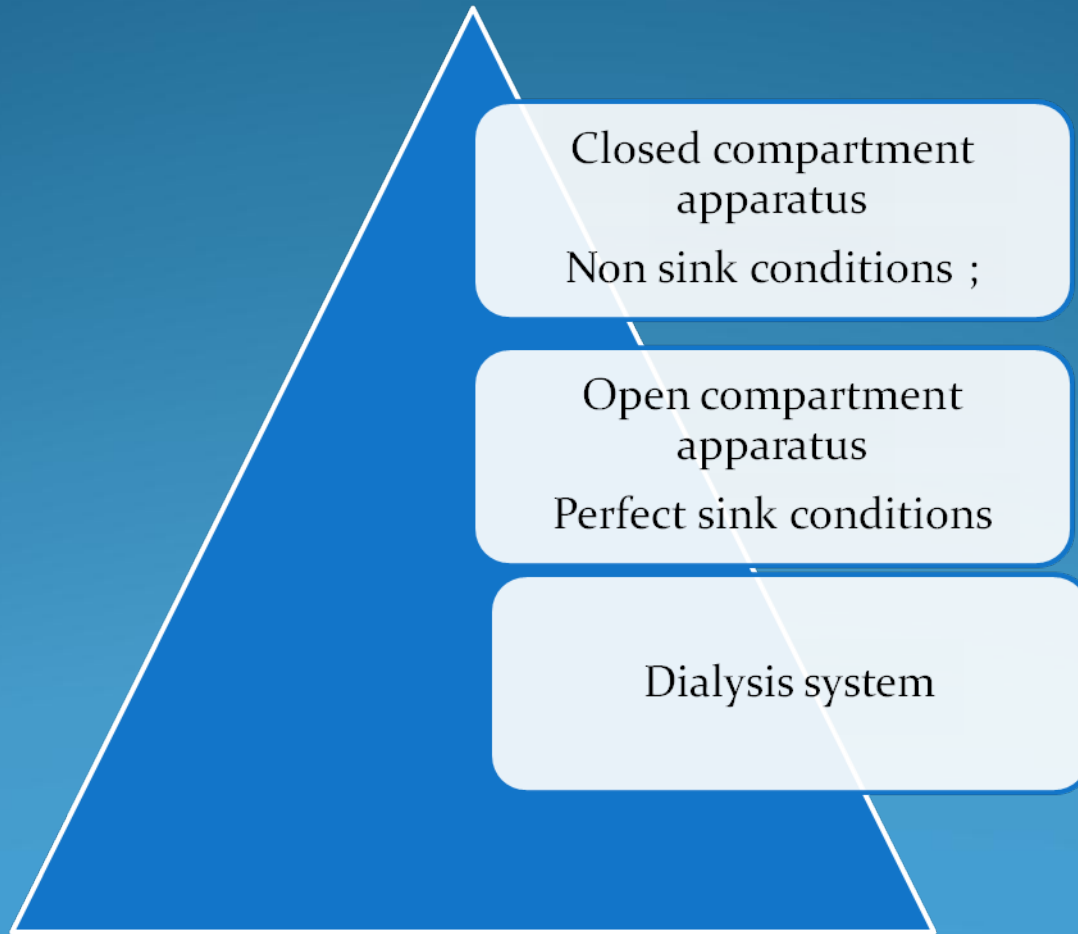 Closed compartment
apparatus
Non sink conditions ;
Open compartment
apparatus
Perfect sink conditions
Dialysis system